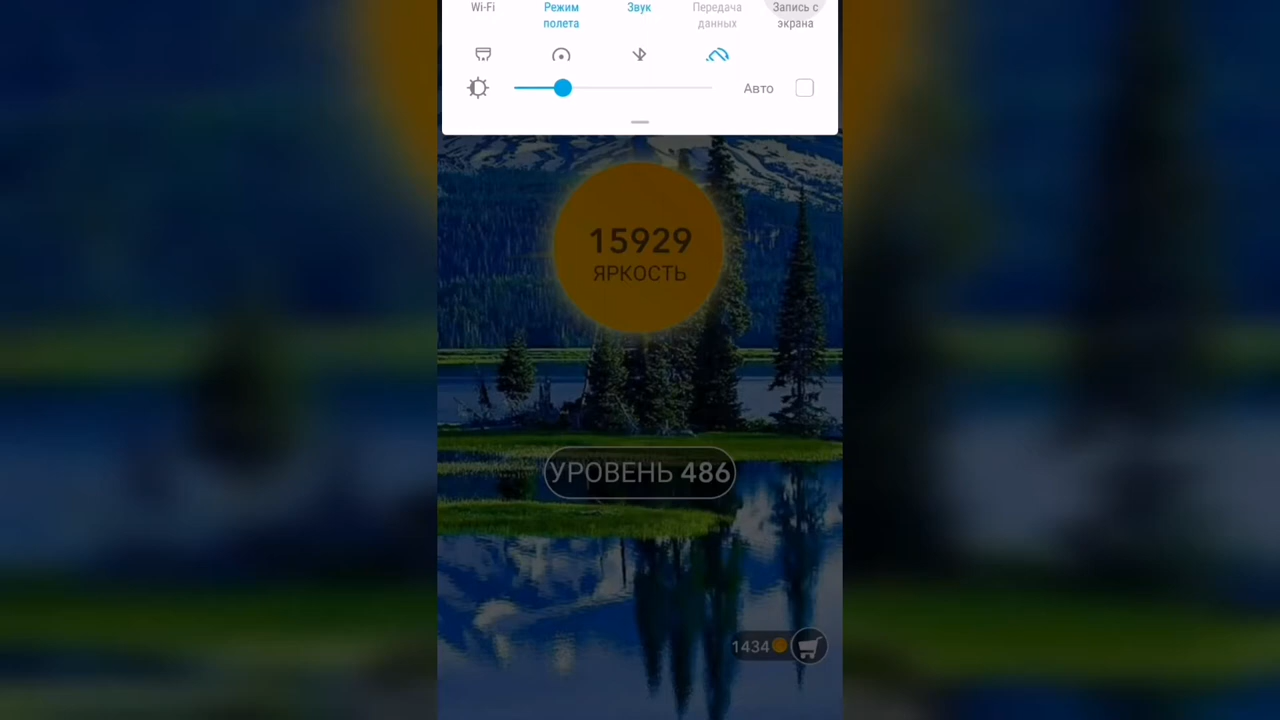 Wi-Fi
Режим
полета
Звук
Передача
данных
Запись с
экрана
Авто
15929
ЯРКОСТЬ
УРОВЕНЬ 486
1434